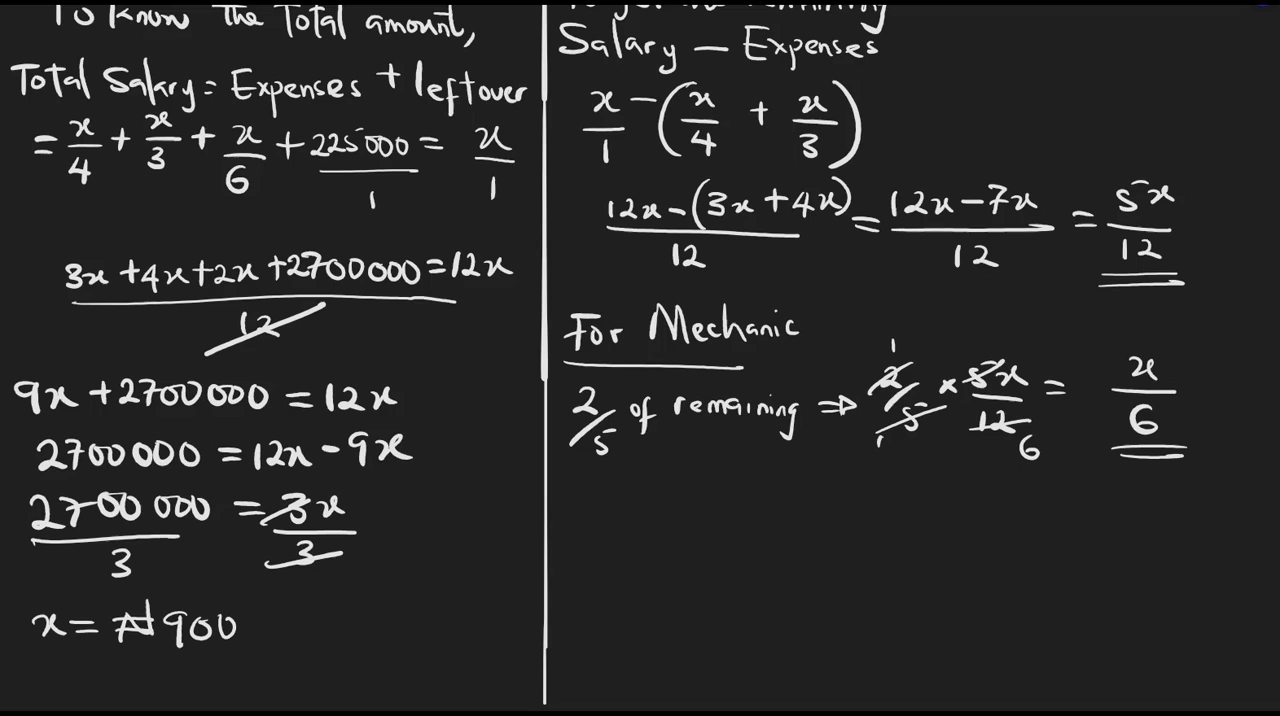 To know the Total amount,
Total Salary = Expenses + leftover
= x/4 + x/3 + x/6 + 225000/1 = x/1
3x + 4x + 2x + 2700000 = 12x
12
9x + 2700000 = 12x
2700000 = 12x - 9x
2700000/3 = 3x/3
x = ₦900
Salary — Expenses
x/1 - (x/4 + x/3)
12x - (3x + 4x)/12 = 12x - 7x/12 = 5x/12
For Mechanic
2/5 of remaining ⇒ 2/5 × 5x/12 = x/6
1 1 6